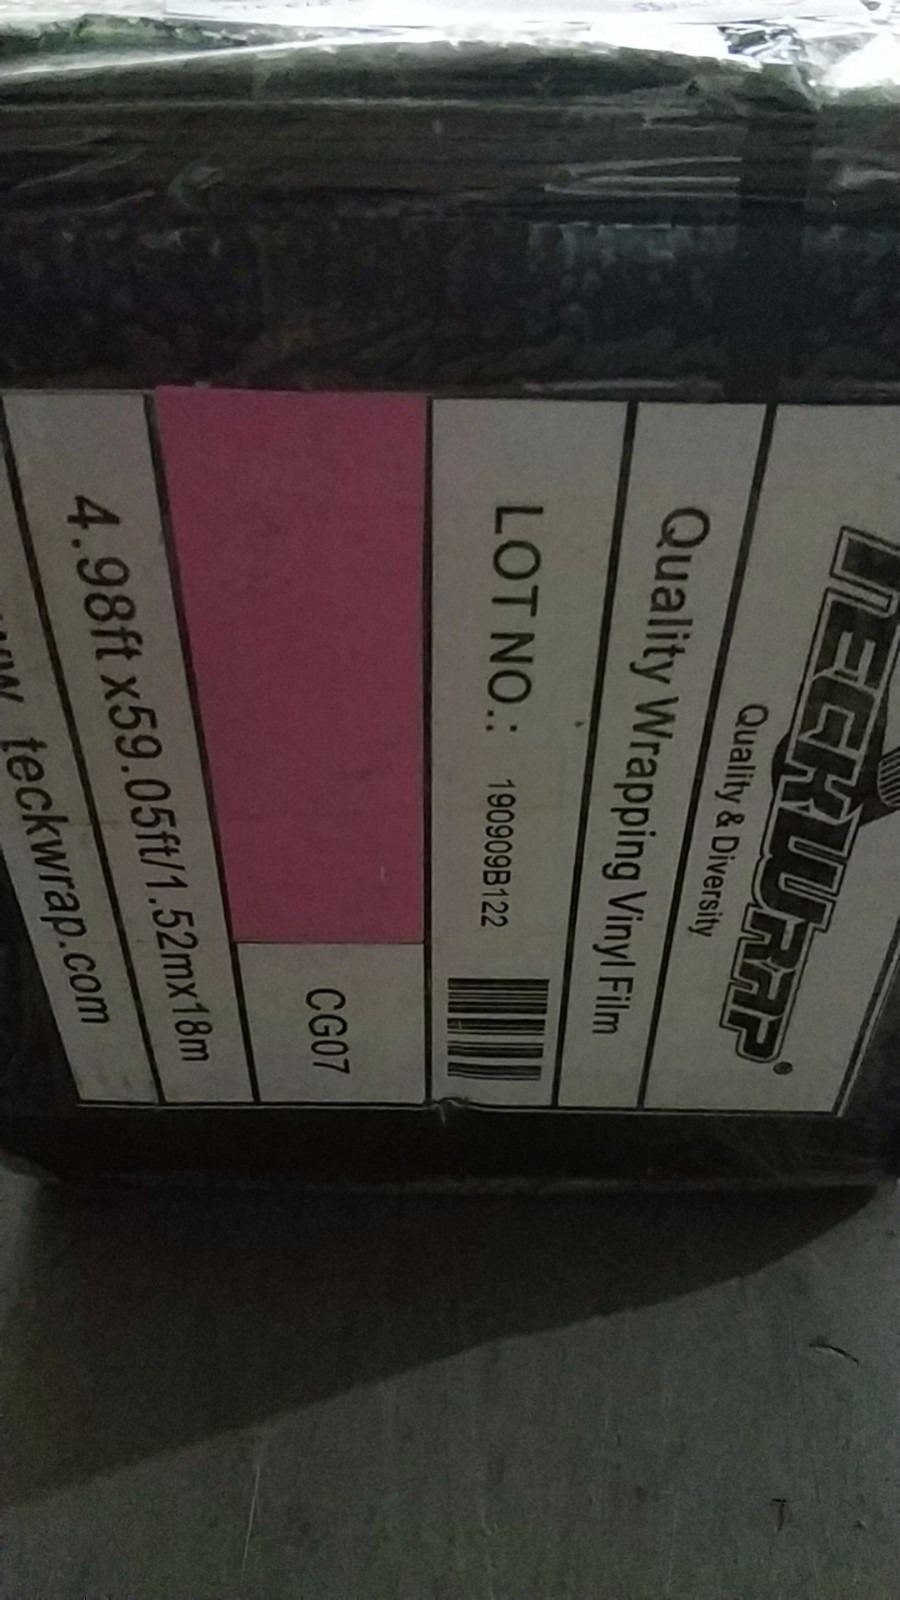 TECKWRAP®
Quality & Diversity
Quality Wrapping Vinyl Film
LOT NO.: 190909B122
CG07
4.98ft x59.05ft/1.52mx18m
teckwrap.com